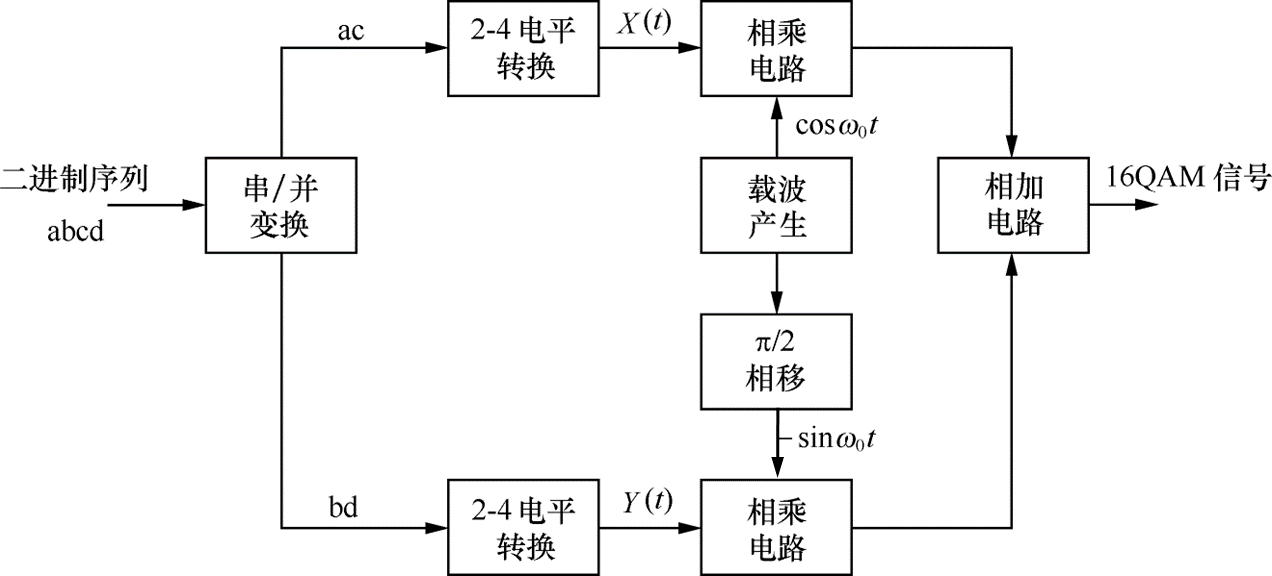 ac
2-4电平
转换
X(t)
相乘
电路
cosω₀t
二进制序列
abcd
串/并
变换
载波
产生
相加
电路
16QAM 信号
π/2
相移
-sinω₀t
bd
2-4电平
转换
Y(t)
相乘
电路